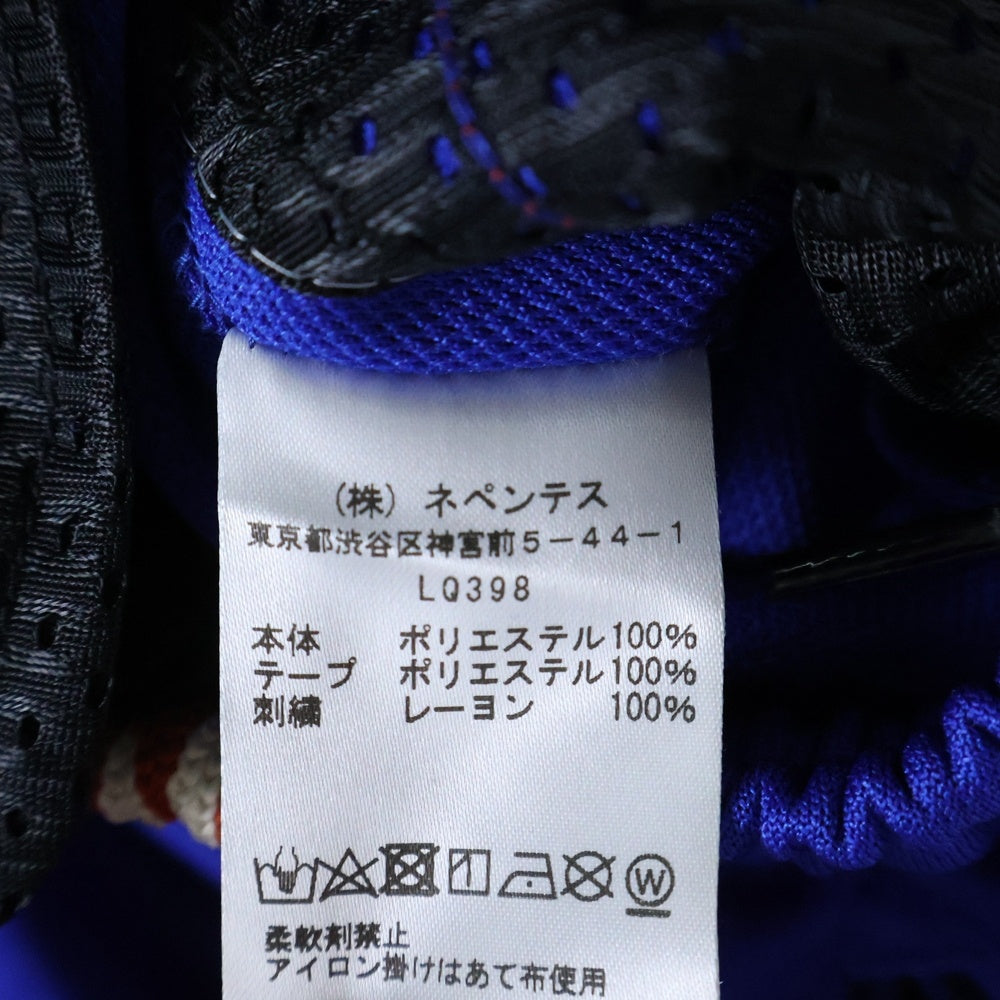 (株) ネペンテス
東京都渋谷区神宮前5-44-1
LQ398
本体 ポリエステル100%
テープ ポリエステル100%
刺繍 レーヨン 100%
W
柔軟剤禁止
アイロン掛けはあて布使用